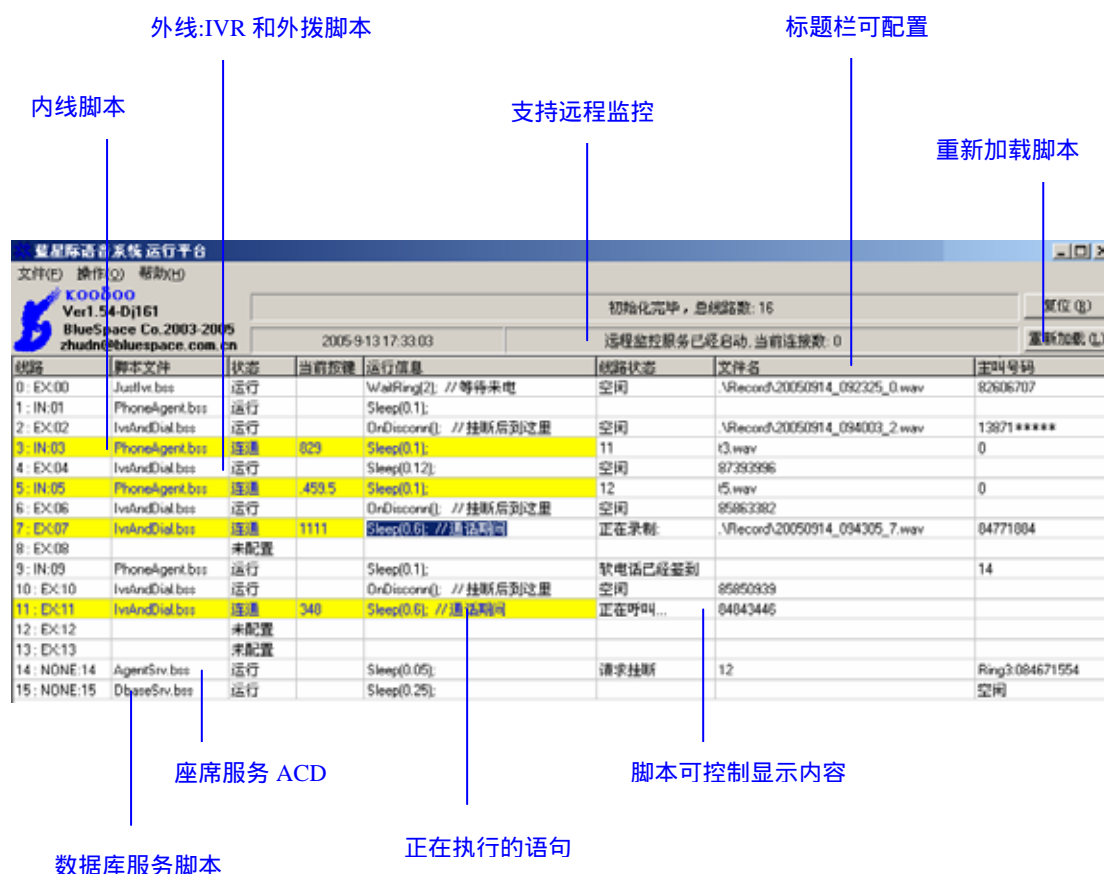 外线:IVR 和外拨脚本
标题栏可配置
内线脚本
支持远程监控
重新加载脚本
蓝星际语音系统 运行平台
文件(F) 操作(O) 帮助(H)
KOODOO
Ver1.54-Dj161
BlueSpace Co.2003-2005
zhudn@bluespace.com.cn
初始化完毕，总线路数: 16
复位 (R)
2005-9-13 17:33:03
远程监控服务已经启动, 当前连接数: 0
重新加载 (L)
线路 脚本文件 状态 当前按键 运行信息 线路状态 文件名 主叫号码
0 : EX:00 JustIvr.bss 运行 WaitRing(2); //等待来电 空闲 .\Record\20050914_092325_0.wav 82606707
1 : IN:01 PhoneAgent.bss 运行 Sleep(0.1);
2 : EX:02 IvrAndDial.bss 运行 OnDisconn(); //挂断后到这里 空闲 .\Record\20050914_094003_2.wav 13871*****
3 : IN:03 PhoneAgent.bss 连通 829 Sleep(0.1); 11 t3.wav 0
4 : EX:04 IvrAndDial.bss 运行 Sleep(0.12); 空闲 87393996
5 : IN:05 PhoneAgent.bss 连通 .459.5 Sleep(0.1); 12 t5.wav 0
6 : EX:06 IvrAndDial.bss 运行 OnDisconn(); //挂断后到这里 空闲 85863382
7 : EX:07 IvrAndDial.bss 连通 1111 Sleep(0.6); //通话期间 正在录制: .\Record\20050914_094305_7.wav 84771884
8 : EX:08 未配置
9 : IN:09 PhoneAgent.bss 运行 Sleep(0.1); 软电话已经签到 14
10 : EX:10 IvrAndDial.bss 运行 OnDisconn(); //挂断后到这里 空闲 85850939
11 : EX:11 IvrAndDial.bss 连通 348 Sleep(0.6); //通话期间 正在呼叫... 84843446
12 : EX:12 未配置
13 : EX:13 未配置
14 : NONE:14 AgentSrv.bss 运行 Sleep(0.05); 请求挂断 12 Ring3:084671554
15 : NONE:15 DbaseSrv.bss 运行 Sleep(0.25); 空闲
座席服务 ACD
脚本可控制显示内容
正在执行的语句
数据库服务脚本